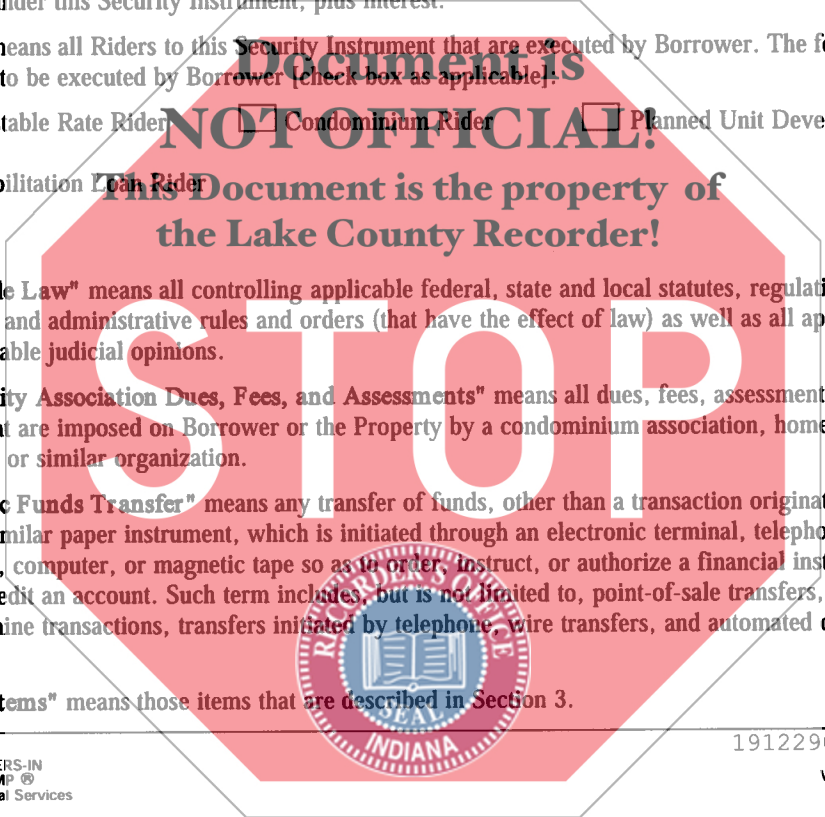 nder this Security Instrument, plus interest.
eans all Riders to this Security Instrument that are executed by Borrower. The f
to be executed by Borrower [check box as applicable]:
Document is
table Rate Rider Condominium Rider Planned Unit Deve
NOT OFFICIAL!
ilitation Loan Rider
This Document is the property of
the Lake County Recorder!
e Law" means all controlling applicable federal, state and local statutes, regulati
and administrative rules and orders (that have the effect of law) as well as all ap
able judicial opinions.
ity Association Dues, Fees, and Assessments" means all dues, fees, assessment
t are imposed on Borrower or the Property by a condominium association, home
or similar organization.
STOP
c Funds Transfer" means any transfer of funds, other than a transaction originat
milar paper instrument, which is initiated through an electronic terminal, telepho
, computer, or magnetic tape so as to order, instruct, or authorize a financial inst
edit an account. Such term includes, but is not limited to, point-of-sale transfers,
ine transactions, transfers initiated by telephone, wire transfers, and automated
RECORDER'S OFFICE
SEAL
INDIANA
tems" means those items that are described in Section 3.
191229
ERS-IN
MP ®
al Services